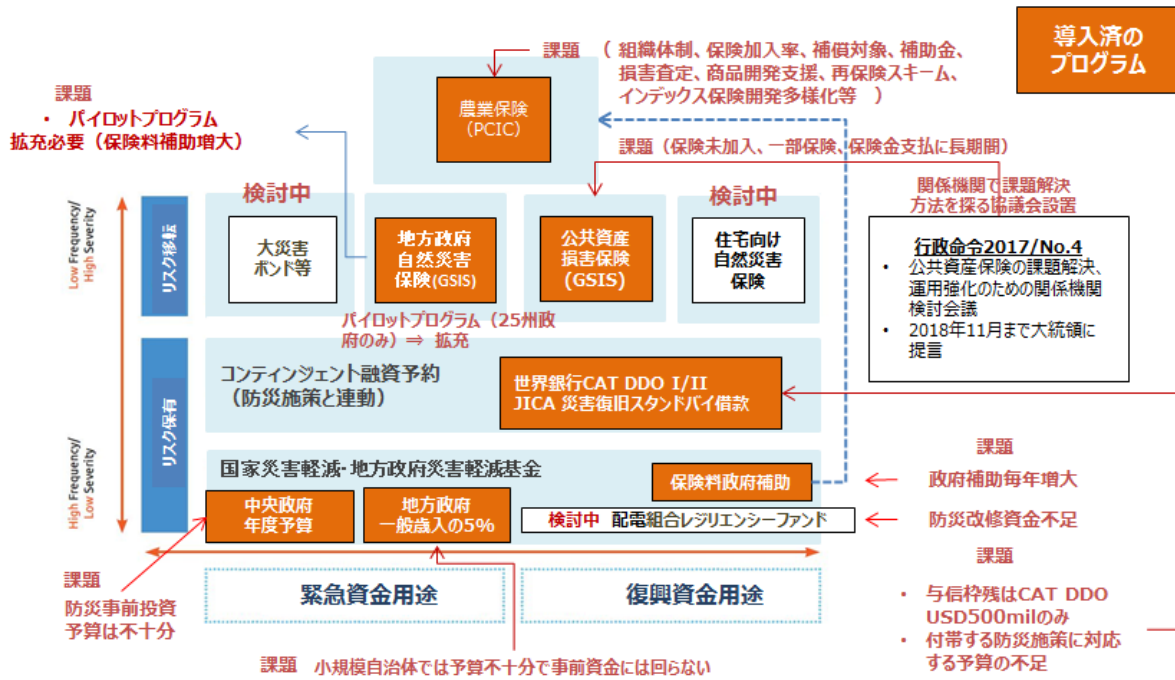 導入済の
プログラム
課題 （ 組織体制、保険加入率、補償対象、補助金、
損害査定、商品開発支援、再保険スキーム、
インデックス保険開発多様化等 ）
農業保険
(PCIC)
課題
・ パイロットプログラム
拡充必要（保険料補助増大）
課題（保険未加入、一部保険、保険金支払に長期間）
関係機関で課題解決
方法を探る協議会設置
行政命令2017/No.4
• 公共資産保険の課題解決、
運用強化のための関係機関
検討会議
• 2018年11月まで大統領に
提言
Low Frequency/
High Severity
リスク移転
検討中
大災害
ボンド等
地方政府
自然災害
保険(GSIS)
公共資産
損害保険
(GSIS)
検討中
住宅向け
自然災害
保険
パイロットプログラム（25州政
府のみ）⇒ 拡充
High Frequency/
Low Severity
リスク保有
コンティンジェント融資予約
（防災施策と連動）
世界銀行CAT DDO I/II
JICA 災害復旧スタンドバイ借款
国家災害軽減・地方政府災害軽減基金
保険料政府補助
中央政府
年度予算
地方政府
一般歳入の5%
検討中 配電組合レジリエンシーファンド
課題
政府補助毎年増大
防災改修資金不足
課題
• 与信枠残はCAT DDO
USD500milのみ
• 付帯する防災施策に対応
する予算の不足
緊急資金用途
復興資金用途
課題
防災事前投資
予算は不十分
課題 小規模自治体では予算不十分で事前資金には回らない